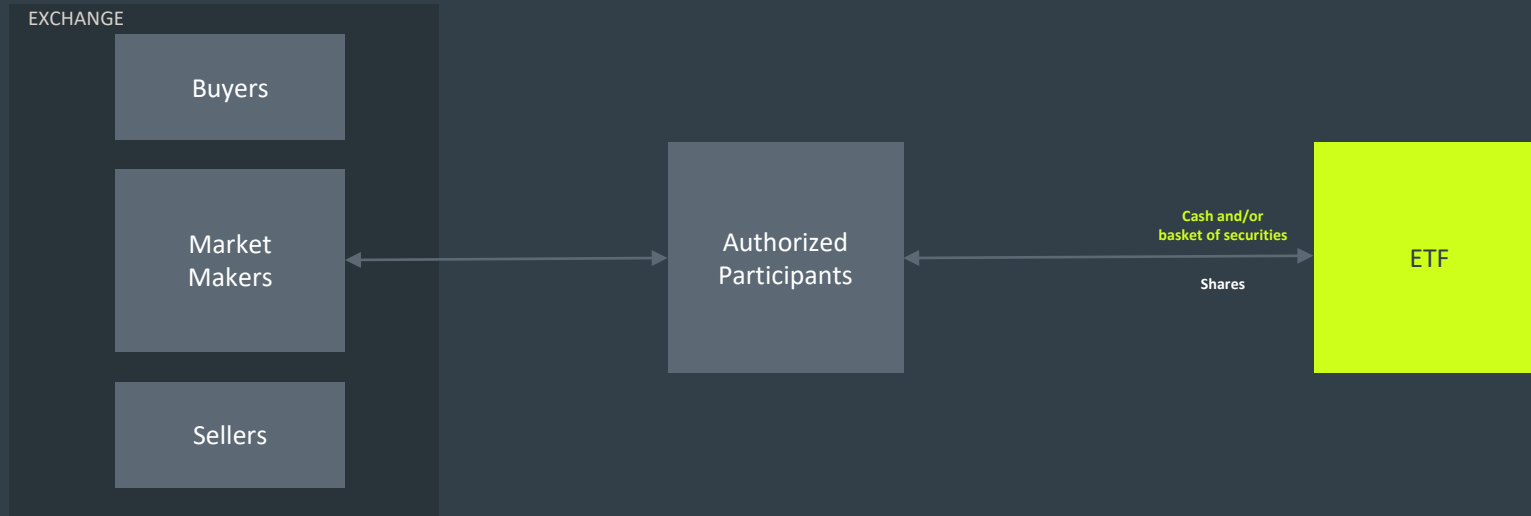 EXCHANGE
Buyers
Market
Makers
Sellers
Authorized
Participants
Cash and/or
basket of securities
Shares
ETF